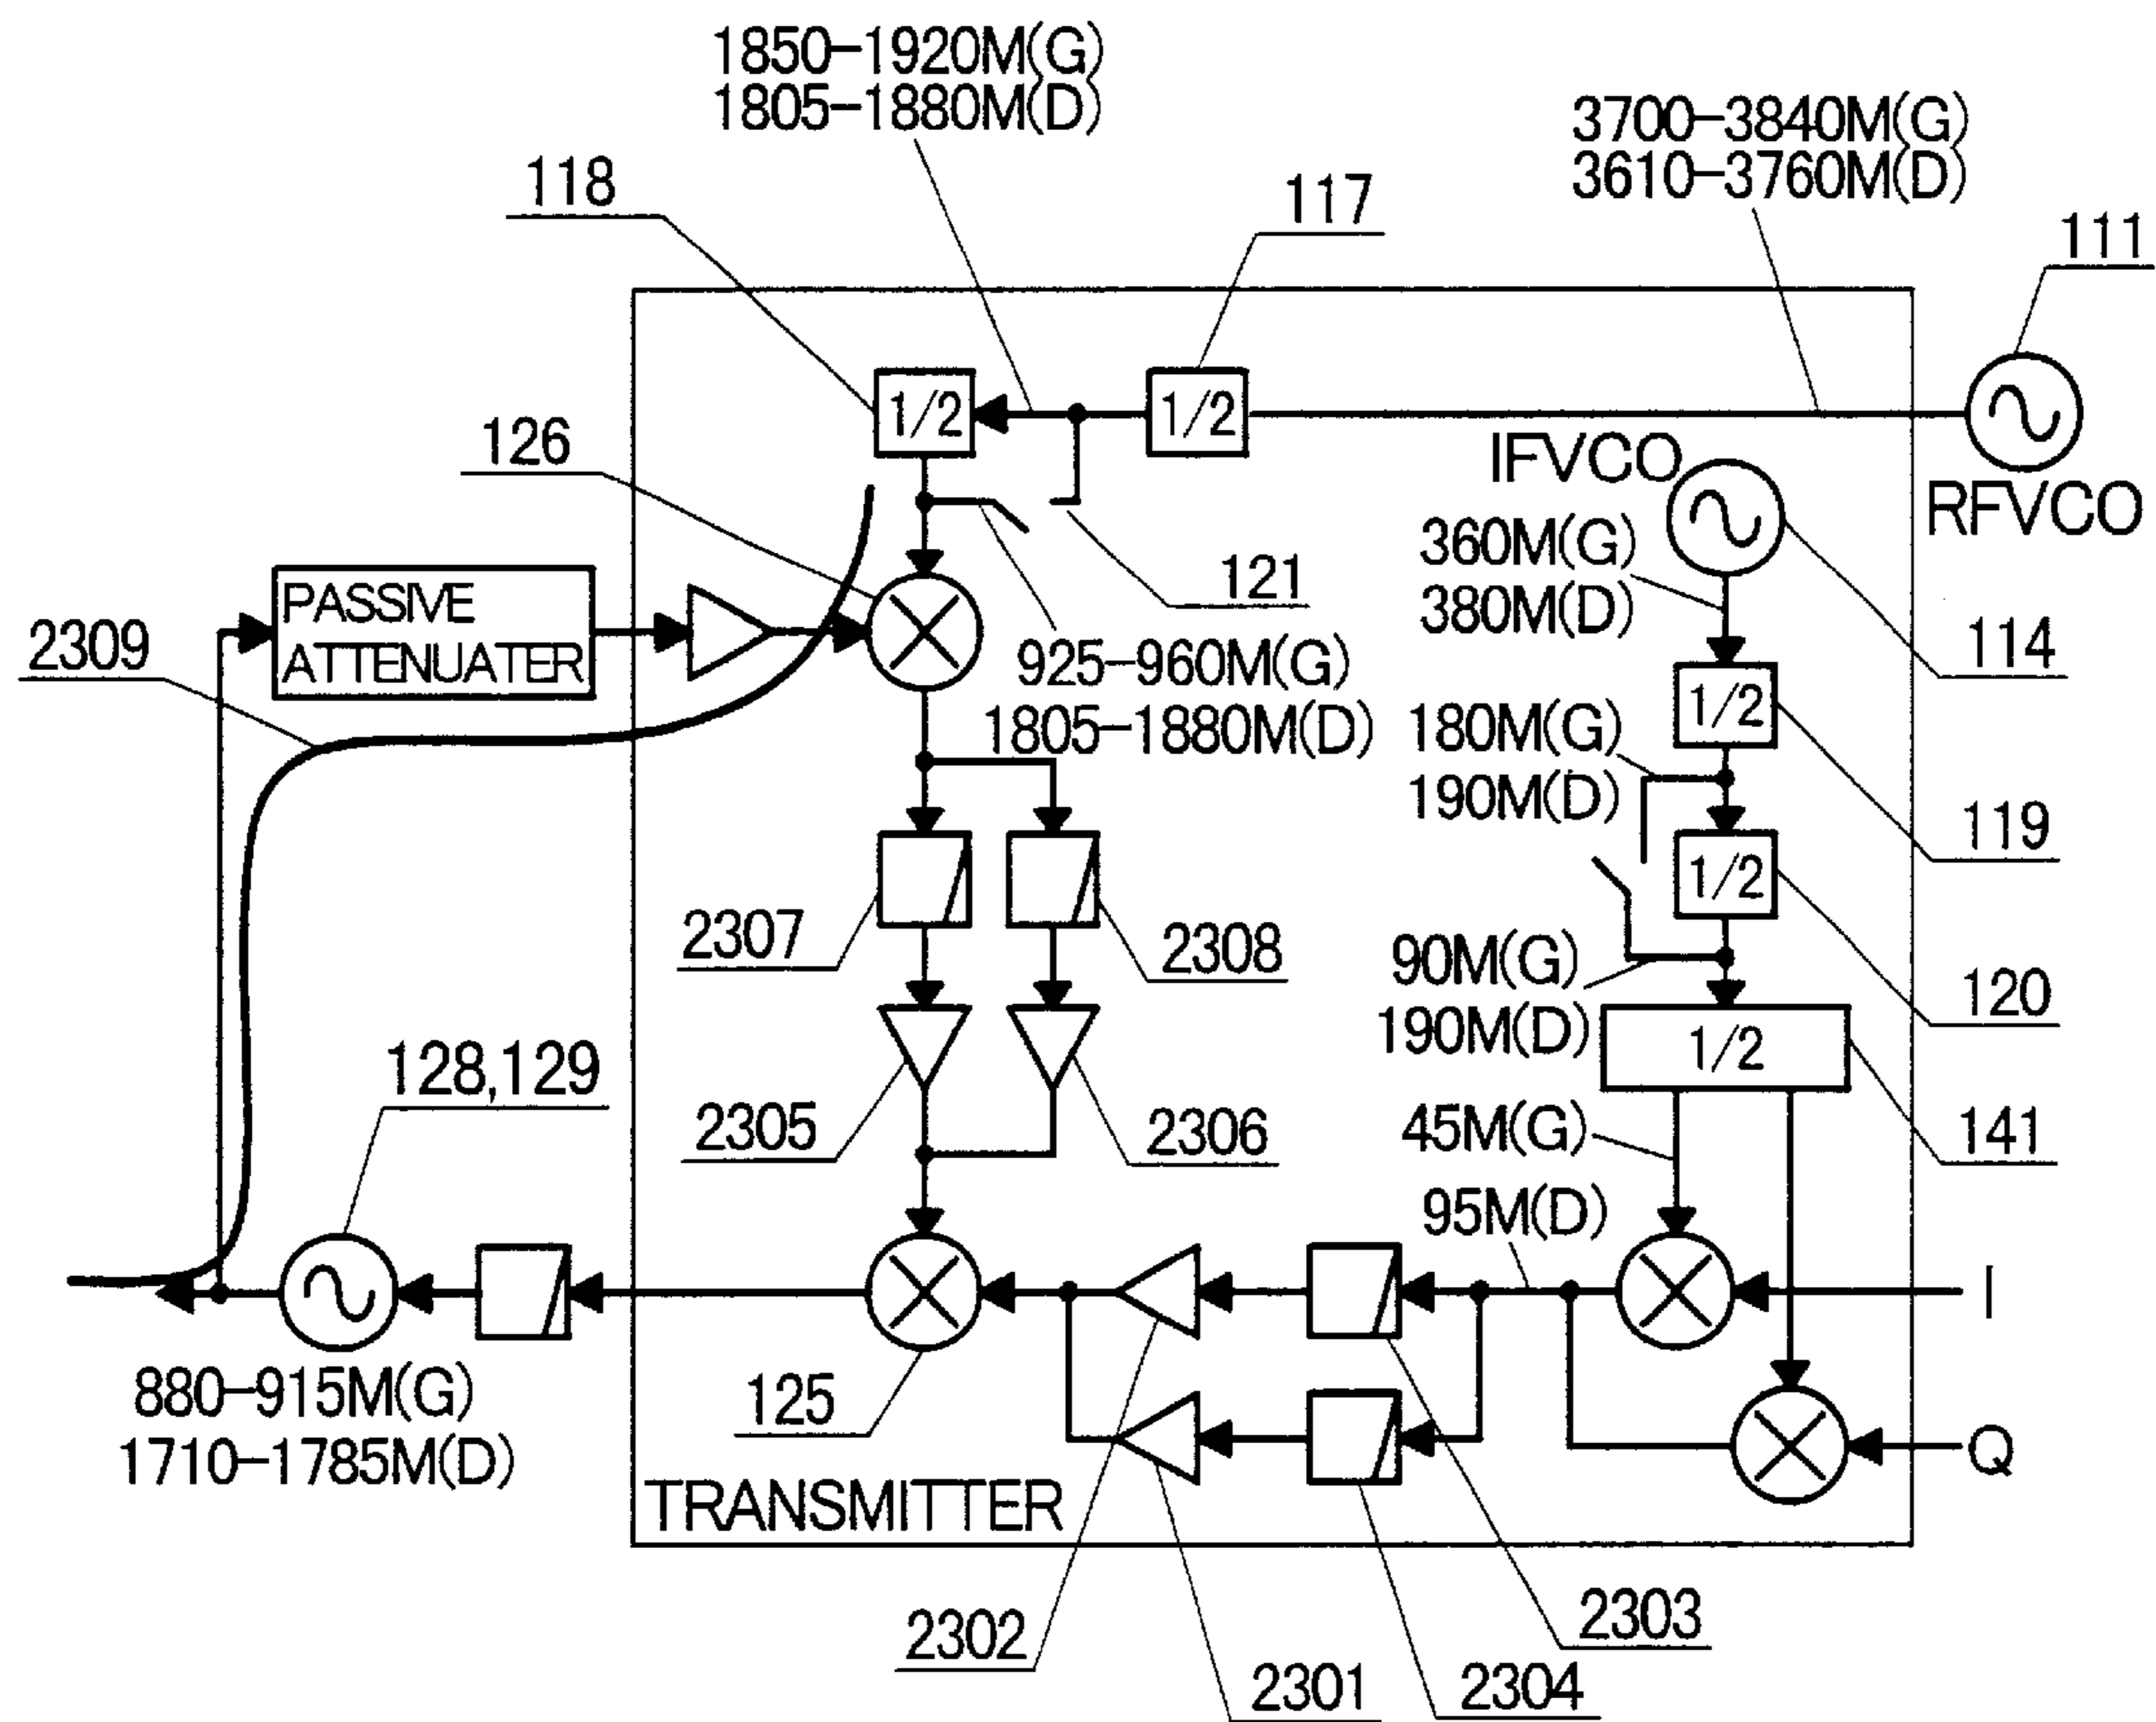 1850-1920M(G)
1805-1880M(D)
3700-3840M(G)
3610-3760M(D)
118
117
111
1/2
1/2
126
IFVCO
RFVCO
360M(G)
380M(D)
121
PASSIVE
ATTENUATER
2309
925-960M(G)
1805-1880M(D)
114
1/2
180M(G)
190M(D)
119
1/2
2307
2308
90M(G)
190M(D)
120
1/2
128,129
2305
2306
45M(G)
141
95M(D)
I
880-915M(G)
1710-1785M(D)
125
Q
TRANSMITTER
2302
2303
2301
2304